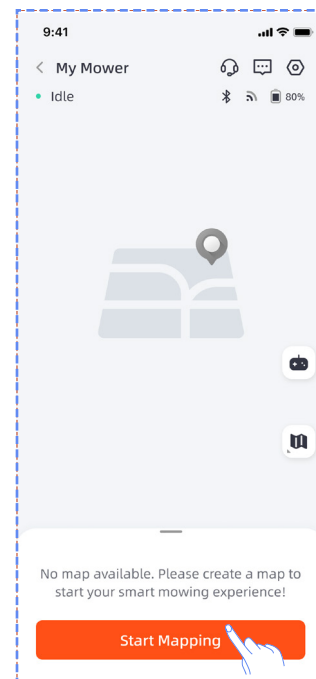 9:41
My Mower
Idle
80%
No map available. Please create a map to
start your smart mowing experience!
Start Mapping